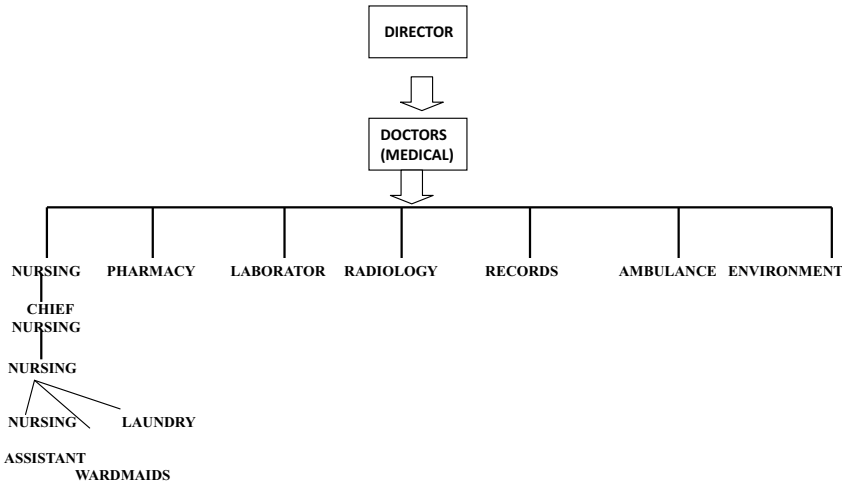 DIRECTOR
DOCTORS
(MEDICAL)
NURSING PHARMACY LABORATOR RADIOLOGY RECORDS AMBULANCE ENVIRONMENT
CHIEF
NURSING
NURSING
NURSING LAUNDRY
ASSISTANT
WARDMAIDS